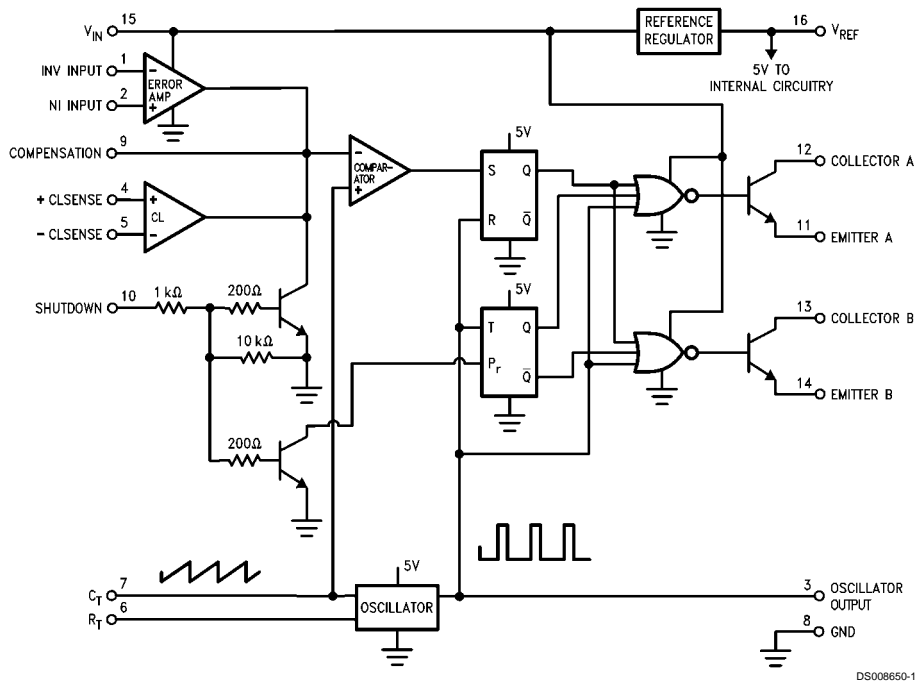 15
V_IN
REFERENCE
REGULATOR
16
V_REF
5V TO
INTERNAL CIRCUITRY
1
INV INPUT
−
ERROR
AMP
2
NI INPUT
+
9
COMPENSATION
−
COMPAR-
ATOR
+
4
+ CLSENSE
+
CL
5
− CLSENSE
−
5V
S
Q
R
Q̅
12
COLLECTOR A
11
EMITTER A
10
SHUTDOWN
1 kΩ
200Ω
10 kΩ
200Ω
5V
T
Q
P_r
Q̅
13
COLLECTOR B
14
EMITTER B
7
C_T
6
R_T
5V
OSCILLATOR
3
OSCILLATOR
OUTPUT
8
GND
DS008650-1